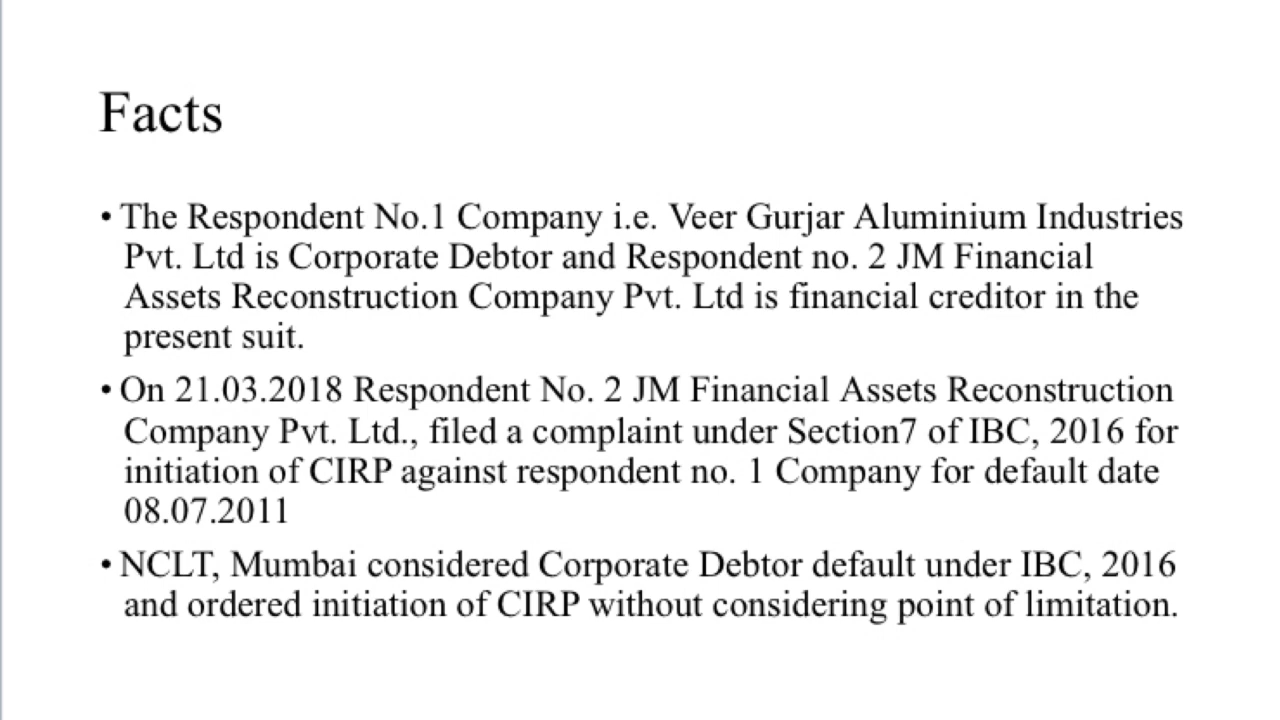 Facts
• The Respondent No.1 Company i.e. Veer Gurjar Aluminium Industries
Pvt. Ltd is Corporate Debtor and Respondent no. 2 JM Financial
Assets Reconstruction Company Pvt. Ltd is financial creditor in the
present suit.
• On 21.03.2018 Respondent No. 2 JM Financial Assets Reconstruction
Company Pvt. Ltd., filed a complaint under Section7 of IBC, 2016 for
initiation of CIRP against respondent no. 1 Company for default date
08.07.2011
• NCLT, Mumbai considered Corporate Debtor default under IBC, 2016
and ordered initiation of CIRP without considering point of limitation.